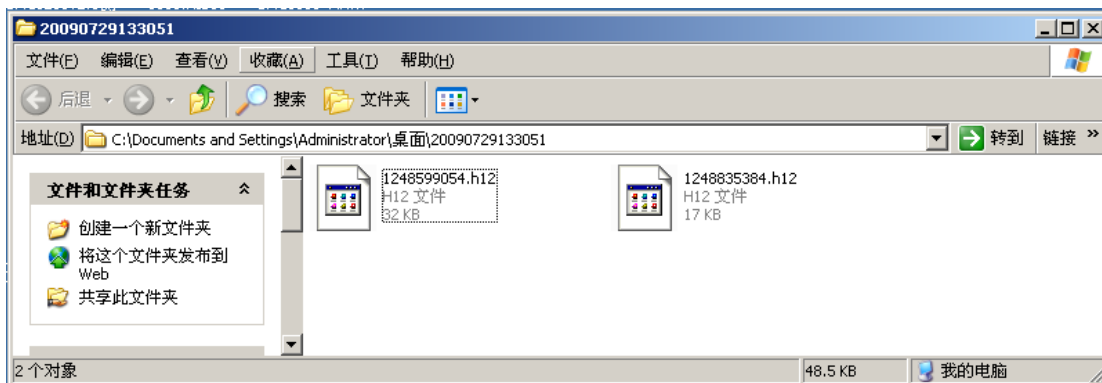 20090729133051
文件(F) 编辑(E) 查看(V) 收藏(A) 工具(T) 帮助(H)
后退 搜索 文件夹
地址(D) C:\Documents and Settings\Administrator\桌面\20090729133051 转到 链接 »
文件和文件夹任务
创建一个新文件夹
将这个文件夹发布到
Web
共享此文件夹
1248599054.h12
H12 文件
32 KB
1248835384.h12
H12 文件
17 KB
2 个对象 48.5 KB 我的电脑